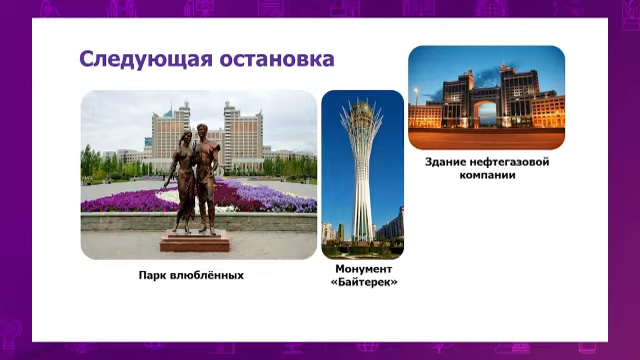 Следующая остановка
Здание нефтегазовой
компании
Парк влюблённых
Монумент
«Байтерек»